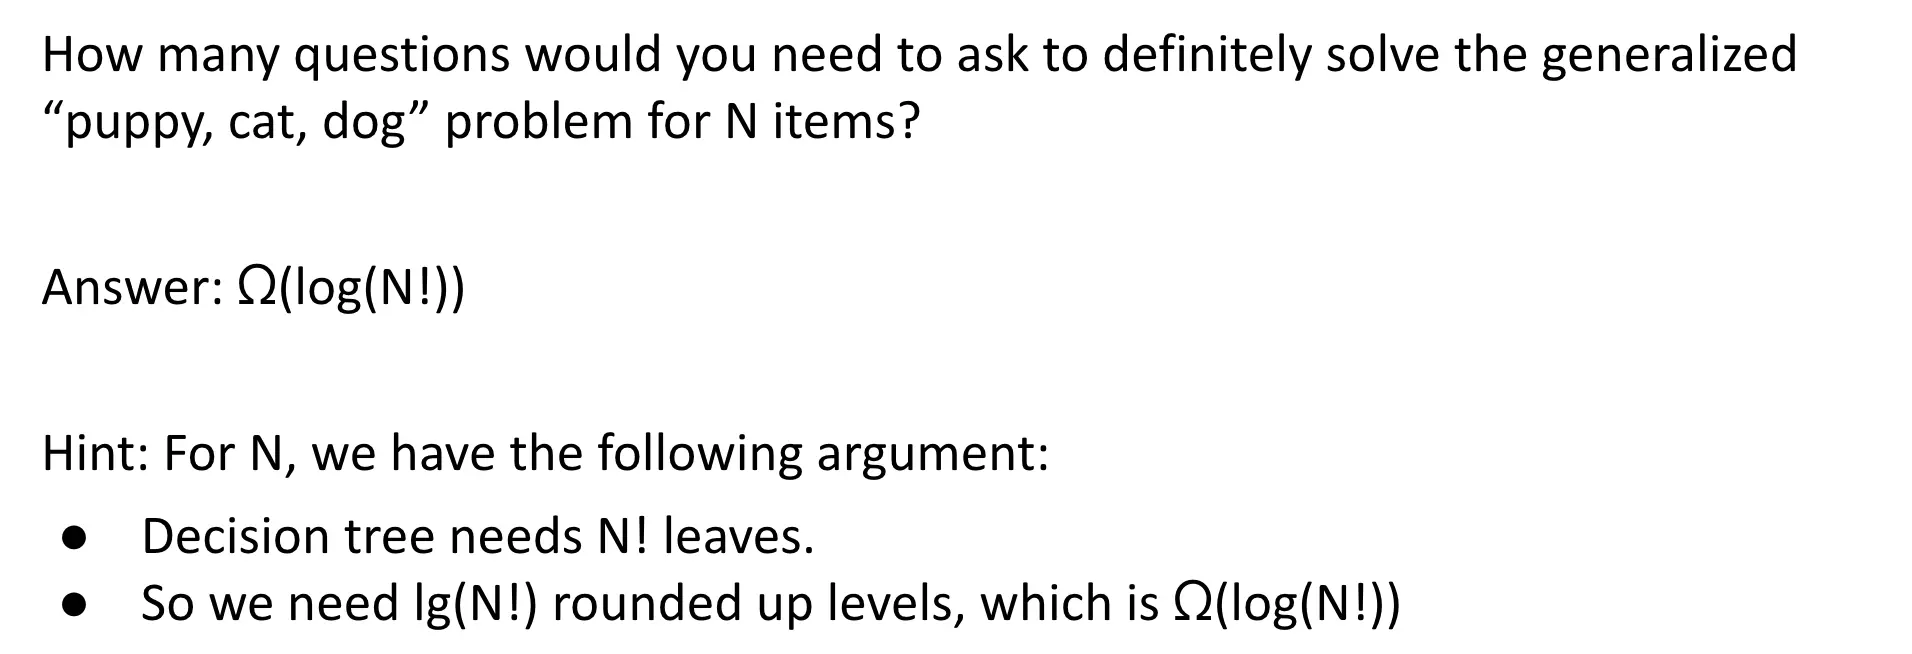 How many questions would you need to ask to definitely solve the generalized
“puppy, cat, dog” problem for N items?
Answer: Ω(log(N!))
Hint: For N, we have the following argument:
● Decision tree needs N! leaves.
● So we need lg(N!) rounded up levels, which is Ω(log(N!))